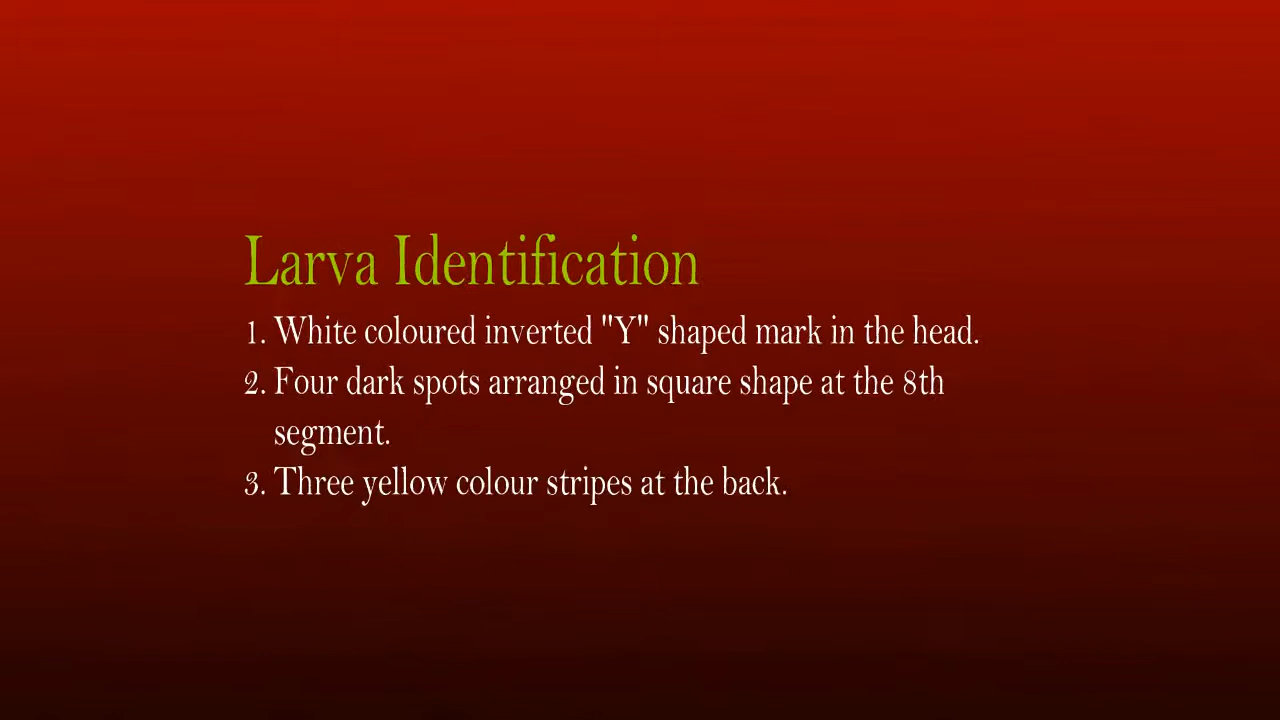 Larva Identification
1. White coloured inverted "Y" shaped mark in the head.
2. Four dark spots arranged in square shape at the 8th
segment.
3. Three yellow colour stripes at the back.